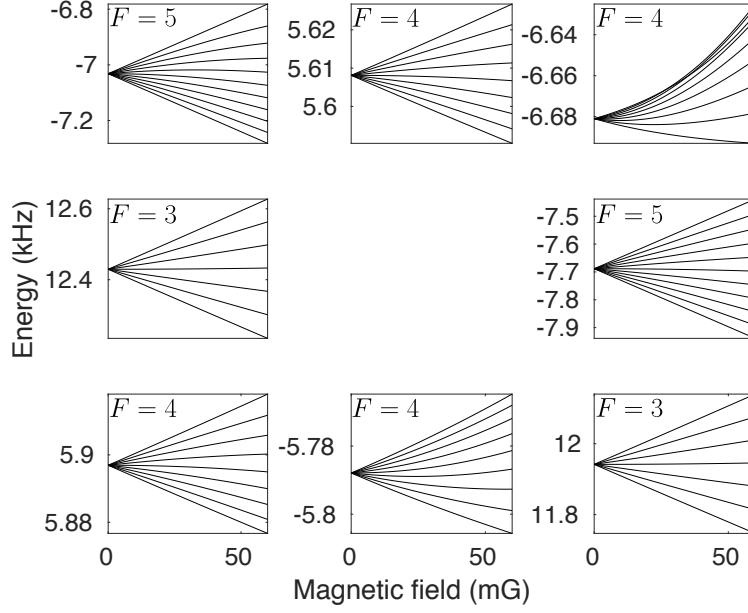 -6.8
F = 5
-7
-7.2
5.62
F = 4
5.61
5.6
-6.64
F = 4
-6.66
-6.68
12.6
F = 3
12.4
-7.5
F = 5
-7.6
-7.7
-7.8
-7.9
Energy (kHz)
F = 4
5.9
5.88
F = 4
-5.78
-5.8
F = 3
12
11.8
0 50 0 50 0 50
Magnetic field (mG)